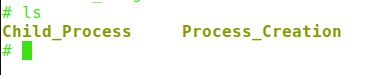 # ls
Child_Process     Process_Creation
#